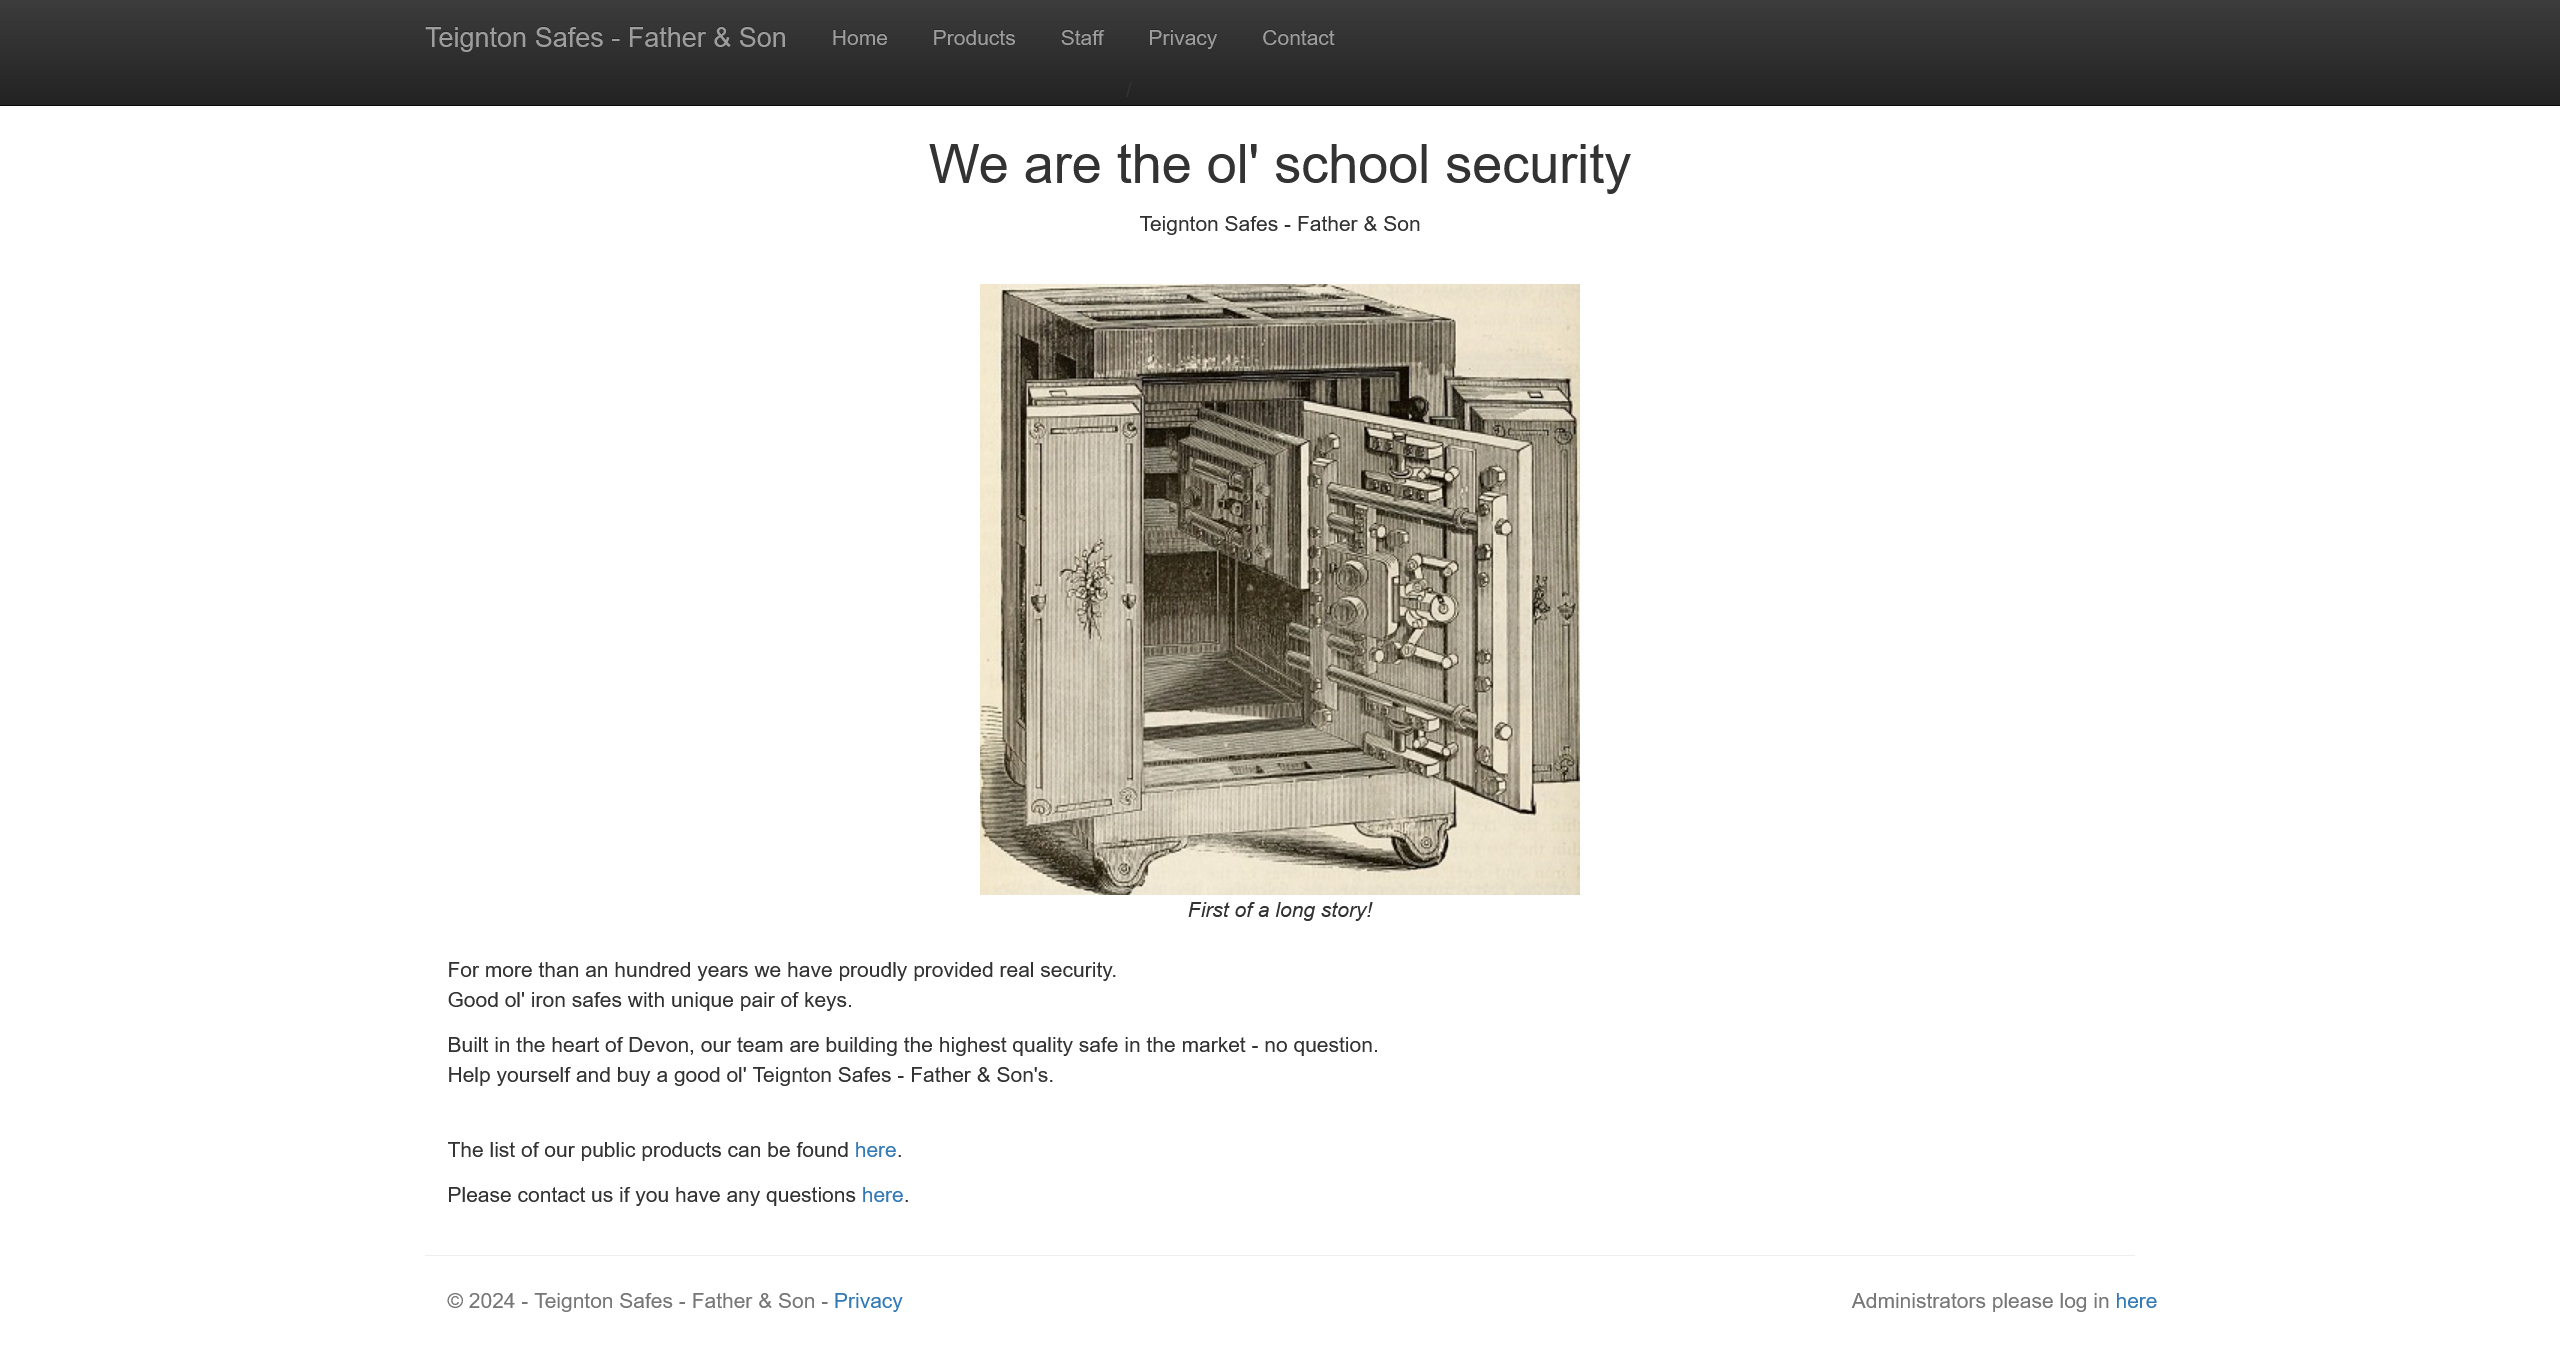 Teignton Safes - Father & Son Home Products Staff Privacy Contact
/
We are the ol' school security
Teignton Safes - Father & Son
First of a long story!
For more than an hundred years we have proudly provided real security.
Good ol' iron safes with unique pair of keys.
Built in the heart of Devon, our team are building the highest quality safe in the market - no question.
Help yourself and buy a good ol' Teignton Safes - Father & Son's.
The list of our public products can be found here.
Please contact us if you have any questions here.
© 2024 - Teignton Safes - Father & Son - Privacy Administrators please log in here